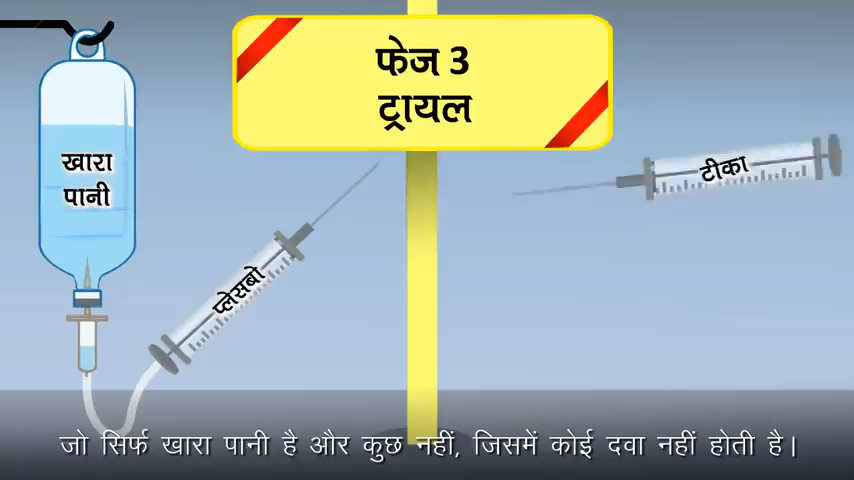 फेज 3
ट्रायल
खारा
पानी
प्लेसबो
टीका
जो सिर्फ खारा पानी है और कुछ नहीं, जिसमें कोई दवा नहीं होती है।